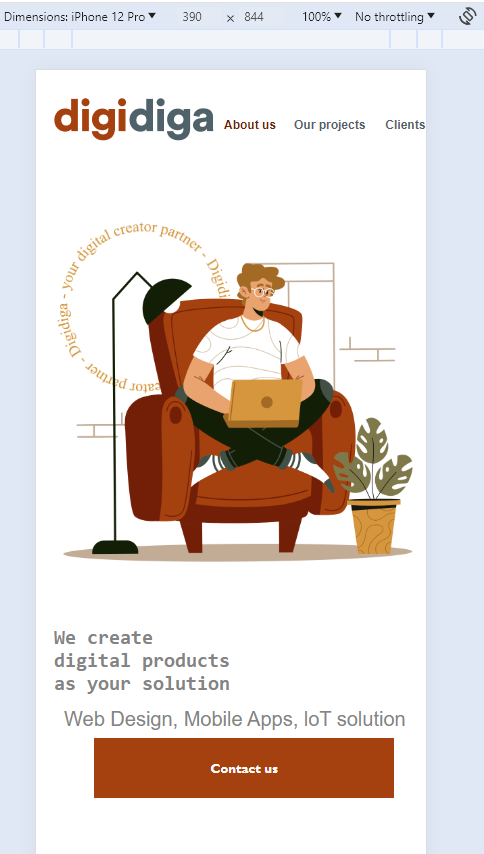 Dimensions: iPhone 12 Pro ▼ 390 × 844 100% ▼ No throttling ▼
digidiga About us Our projects Clients
Digidiga - your digital creator partner - Digidi
eator partner -
We create
digital products
as your solution
Web Design, Mobile Apps, IoT solution
Contact us